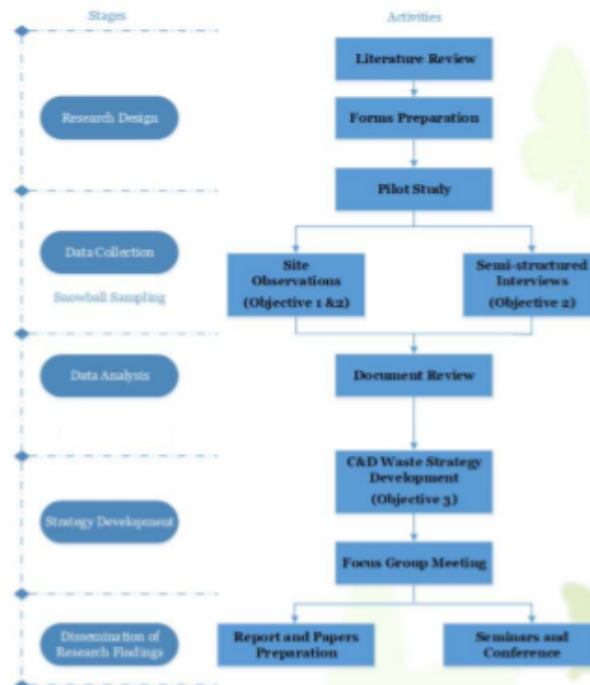 Stages
Activities
Literature Review
Research Design
Forms Preparation
Pilot Study
Data Collection
Snowball Sampling
Site
Observations
(Objective 1 &2)
Semi-structured
Interviews
(Objective 2)
Data Analysis
Document Review
C&D Waste Strategy
Development
(Objective 3)
Strategy Development
Focus Group Meeting
Dissemination of
Research Findings
Report and Papers
Preparation
Seminars and
Conference